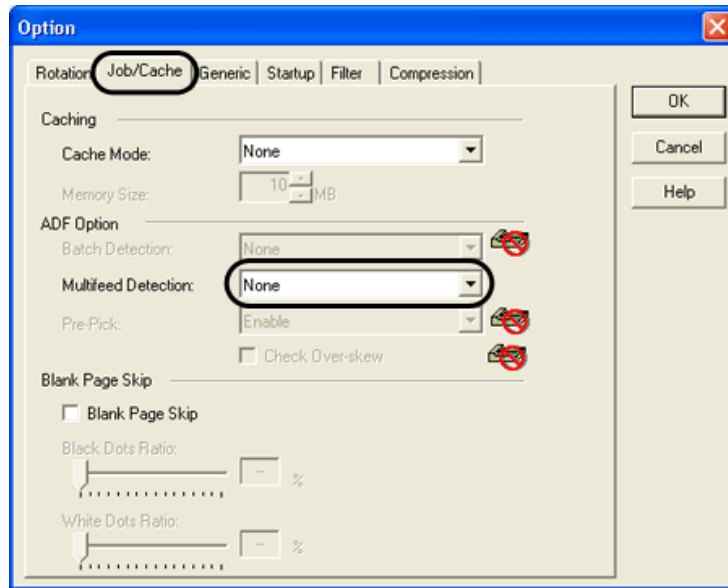 Option
Rotation Job/Cache Generic Startup Filter Compression
OK
Cancel
Help
Caching
Cache Mode: None
Memory Size: 10 MB
ADF Option
Batch Detection: None
Multifeed Detection: None
Pre-Pick: Enable
Check Over-skew
Blank Page Skip
Blank Page Skip
Black Dots Ratio:
-- %
White Dots Ratio:
-- %